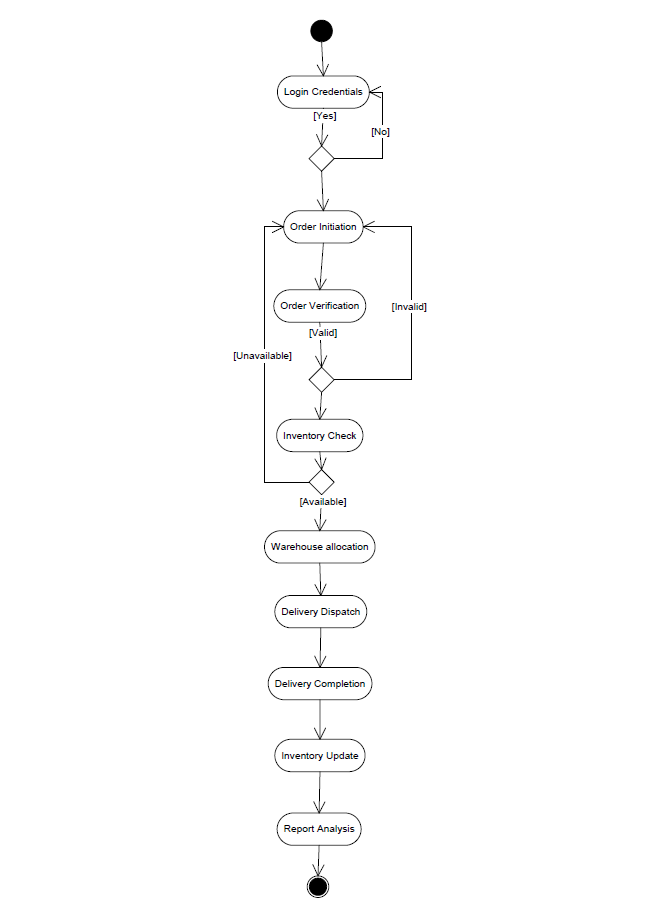 Login Credentials
[Yes]
[No]
Order Initiation
Order Verification
[Invalid]
[Valid]
[Unavailable]
Inventory Check
[Available]
Warehouse allocation
Delivery Dispatch
Delivery Completion
Inventory Update
Report Analysis